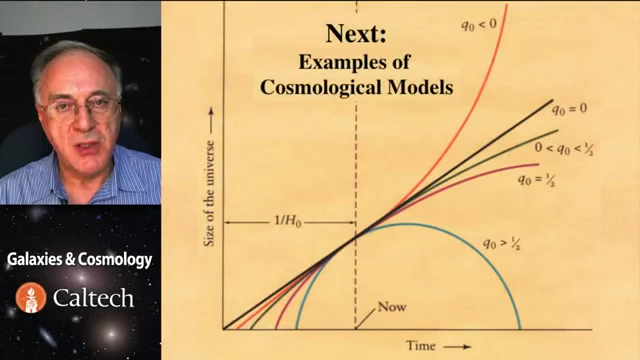 Next:
Examples of
Cosmological Models
q₀ < 0
q₀ = 0
0 < q₀ < ½
q₀ = ½
q₀ > ½
Size of the universe
1/H₀
Now
Time
Galaxies & Cosmology
Caltech